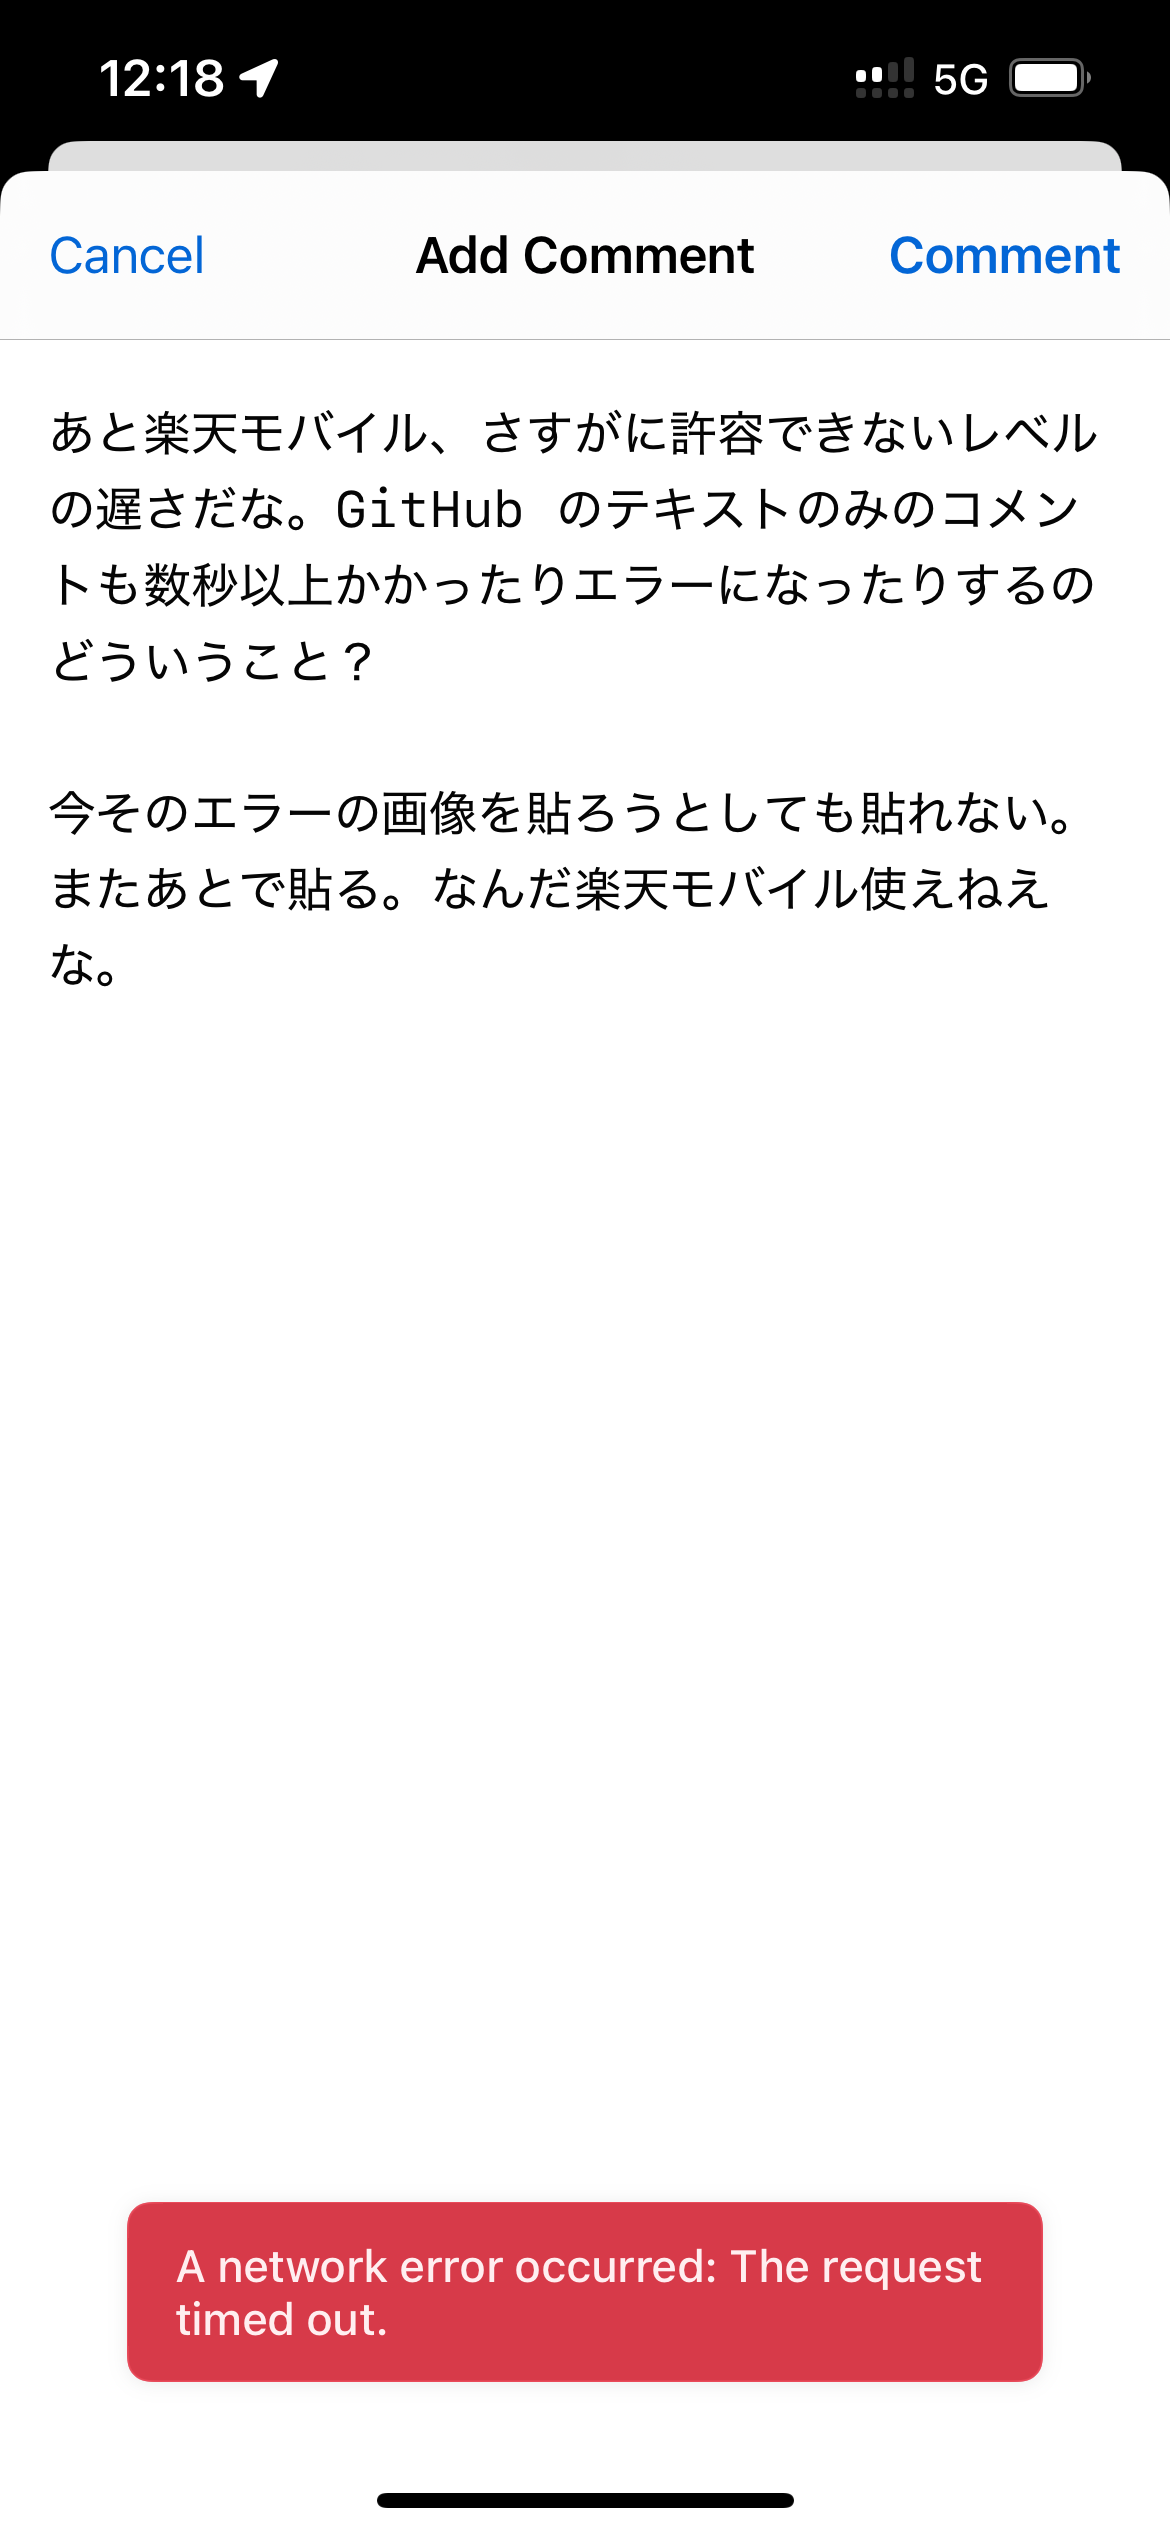 12:18
5G
Cancel
Add Comment
Comment
あと楽天モバイル、さすがに許容できないレベル
の遅さだな。GitHub のテキストのみのコメン
トも数秒以上かかったりエラーになったりするの
どういうこと？
今そのエラーの画像を貼ろうとしても貼れない。
またあとで貼る。なんだ楽天モバイル使えねえ
な。
A network error occurred: The request
timed out.